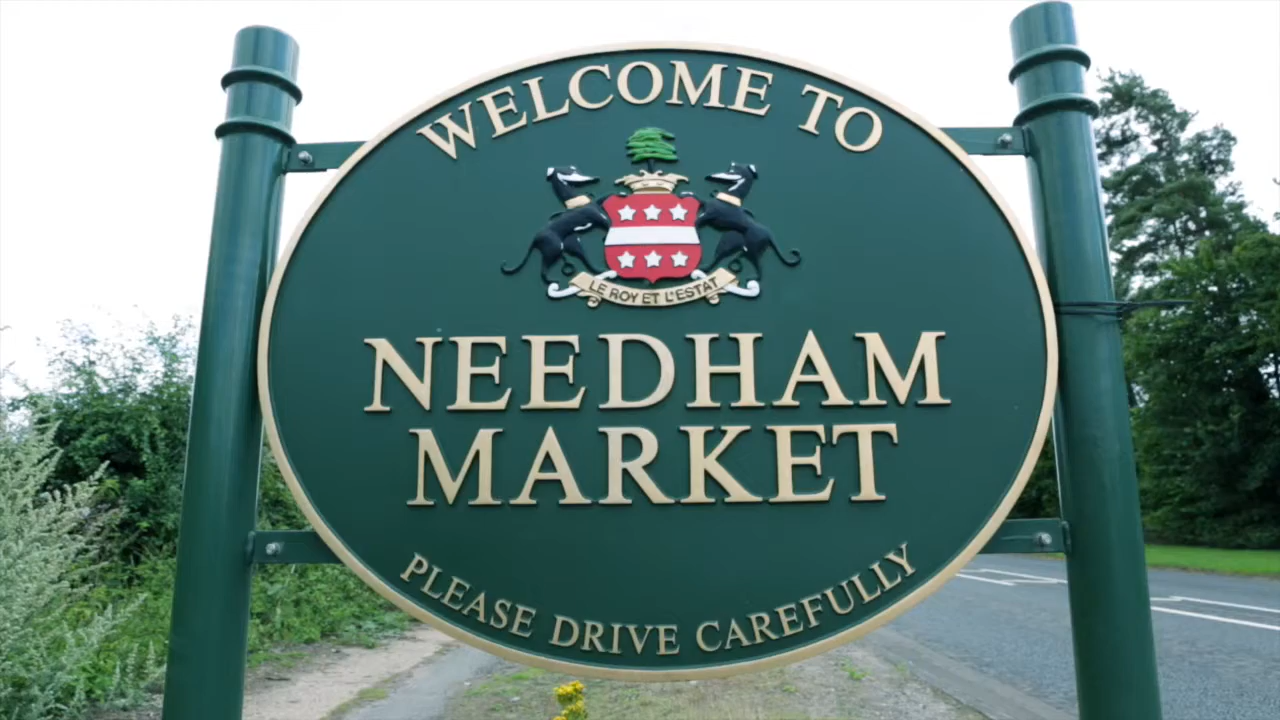 WELCOME TO
LE ROY ET L'ESTAT
NEEDHAM
MARKET
PLEASE DRIVE CAREFULLY